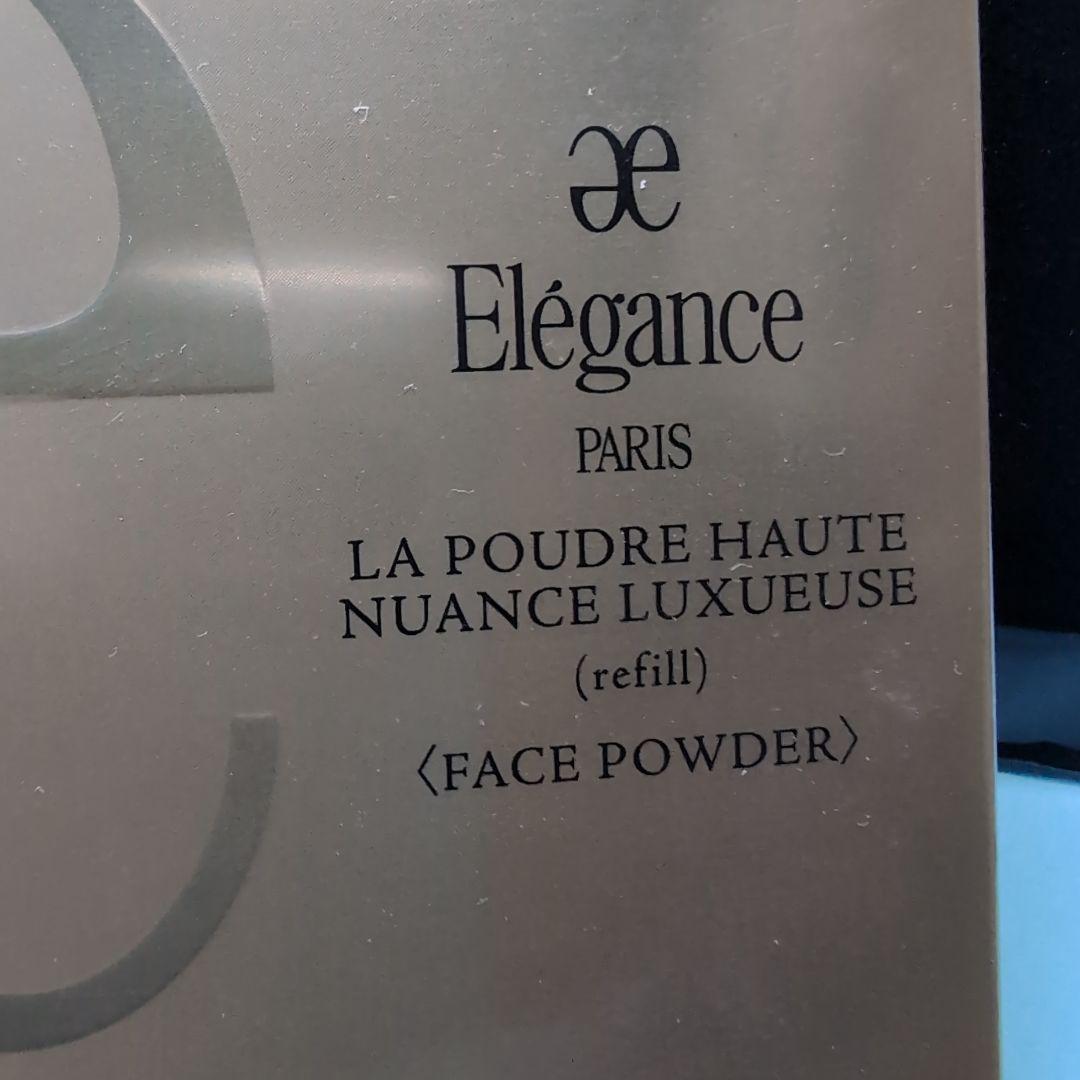 æ
Elégance
PARIS
LA POUDRE HAUTE
NUANCE LUXUEUSE
(refill)
〈FACE POWDER〉